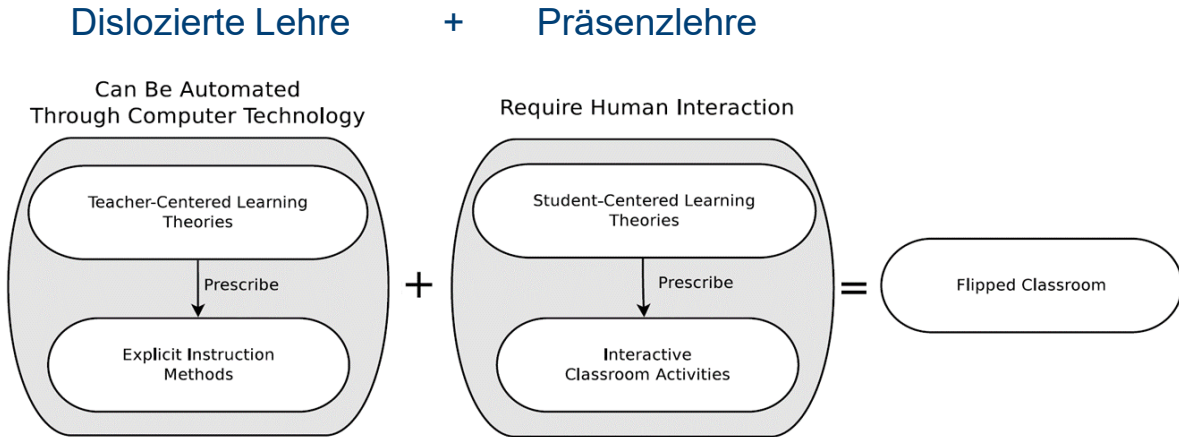 Dislozierte Lehre + Präsenzlehre
Can Be Automated
Through Computer Technology
Require Human Interaction
Teacher-Centered Learning
Theories
Student-Centered Learning
Theories
Prescribe
Prescribe
+
=
Flipped Classroom
Explicit Instruction
Methods
Interactive
Classroom Activities